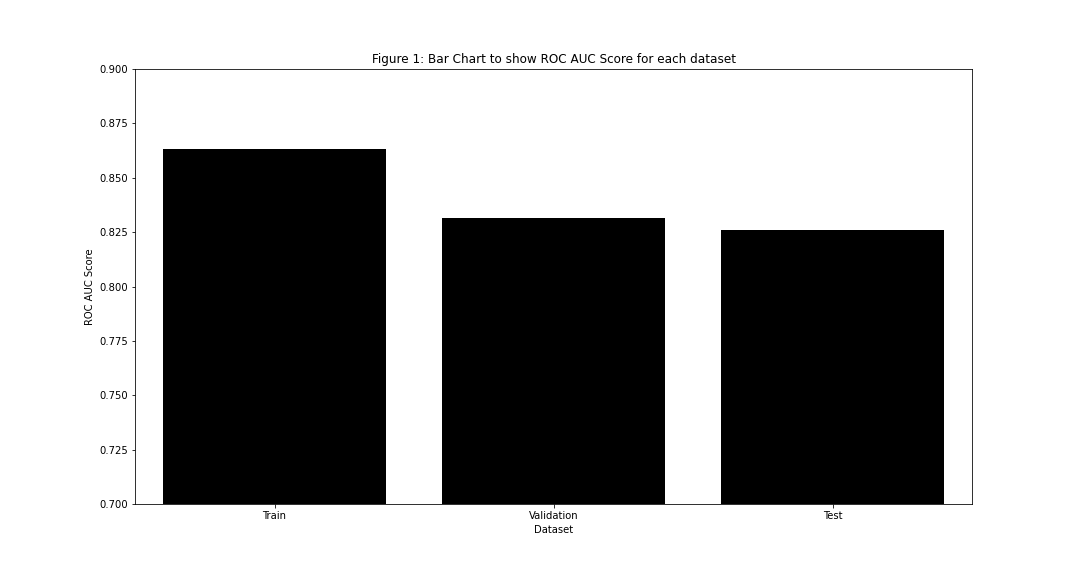 Figure 1: Bar Chart to show ROC AUC Score for each dataset
0.900
0.875
0.850
0.825
0.800
0.775
0.750
0.725
0.700
ROC AUC Score
Train
Validation
Test
Dataset